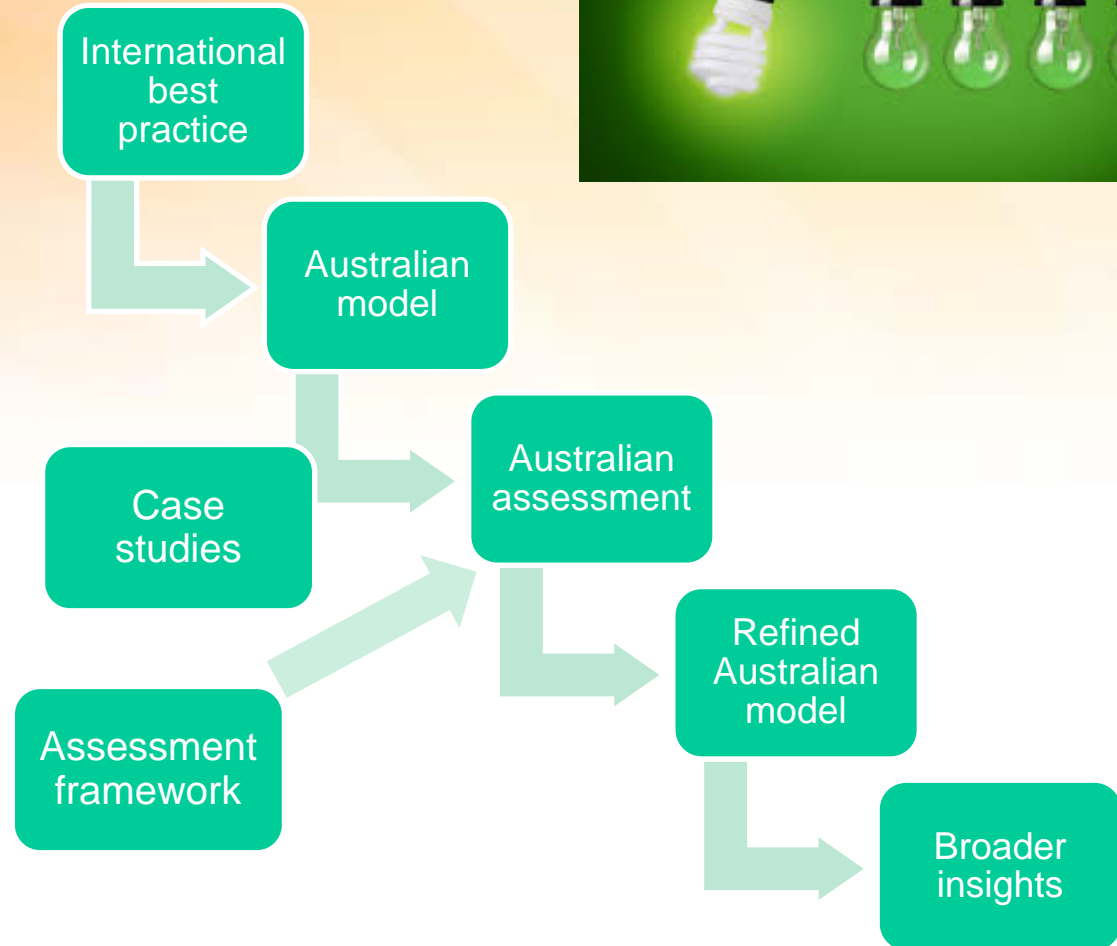 International
best
practice
Australian
model
Australian
assessment
Case
studies
Refined
Australian
model
Assessment
framework
Broader
insights